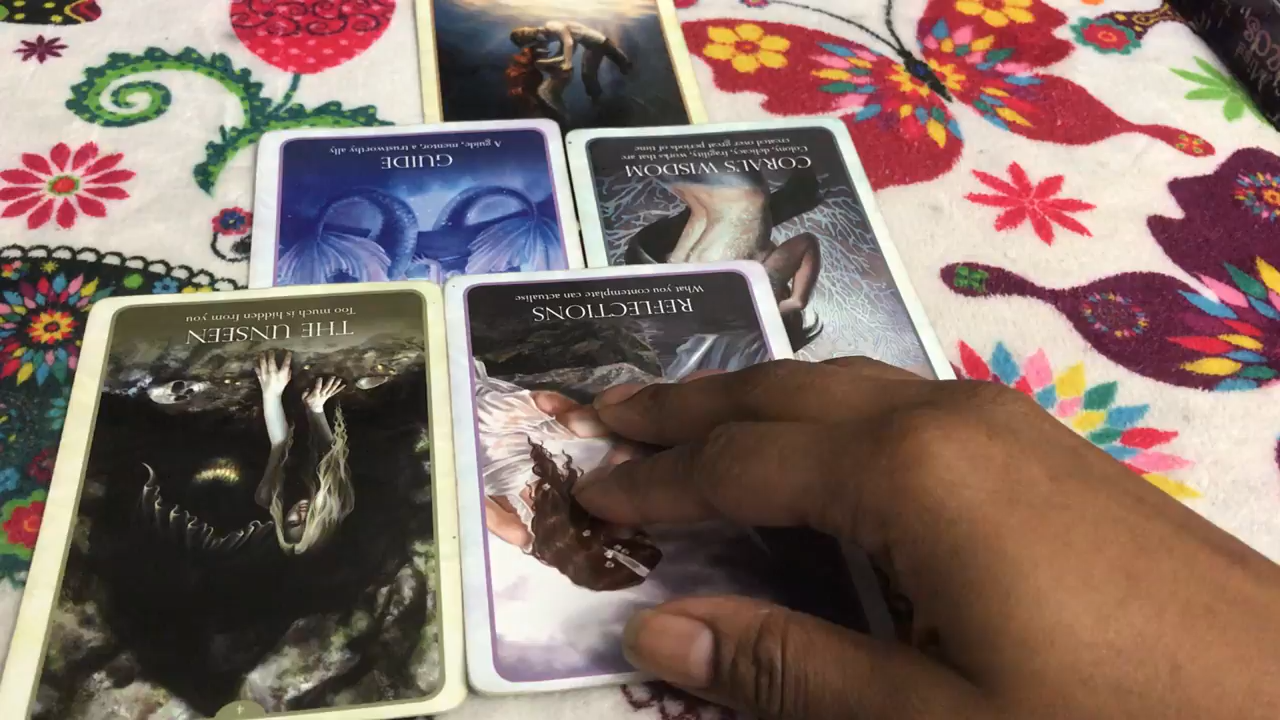 GUIDE
A guide, mentor, a trustworthy ally
CORAL'S WISDOM
Colony, delicacy, fragility, works that are
created over great periods of time
THE UNSEEN
Too much is hidden from you
REFLECTIONS
What you contemplate can actualise